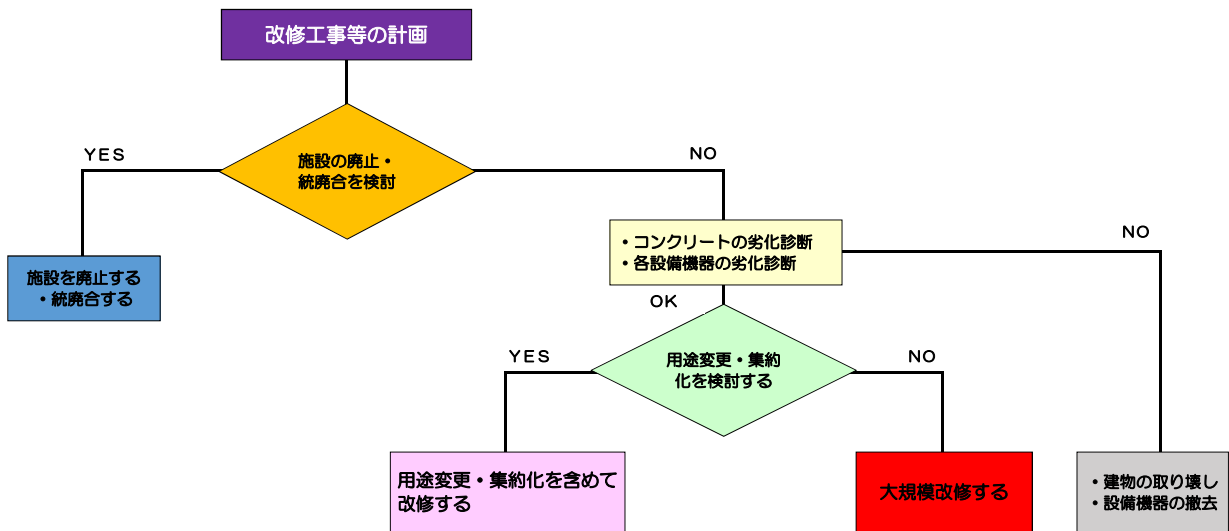 改修工事等の計画
施設の廃止・
統廃合を検討
YES
NO
施設を廃止する
・統廃合する
・コンクリートの劣化診断
・各設備機器の劣化診断
NO
OK
用途変更・集約
化を検討する
YES
NO
用途変更・集約化を含めて
改修する
大規模改修する
・建物の取り壊し
・設備機器の撤去